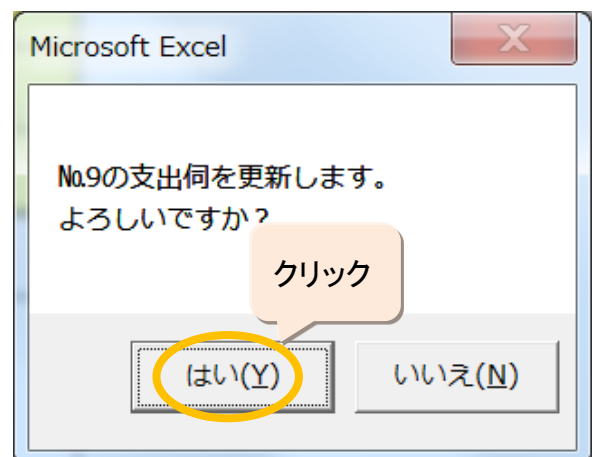 Microsoft Excel
№9の支出伺を更新します。
よろしいですか？
クリック
はい(Y)
いいえ(N)